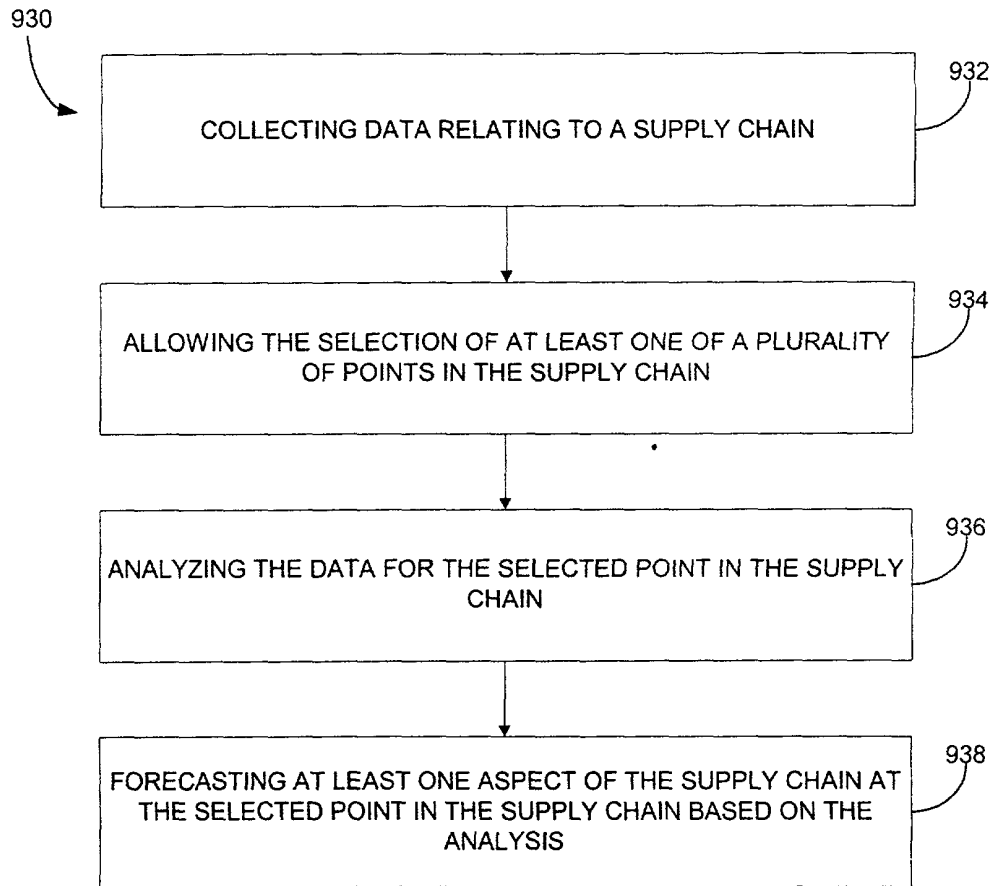 930
932
COLLECTING DATA RELATING TO A SUPPLY CHAIN
934
ALLOWING THE SELECTION OF AT LEAST ONE OF A PLURALITY
OF POINTS IN THE SUPPLY CHAIN
936
ANALYZING THE DATA FOR THE SELECTED POINT IN THE SUPPLY
CHAIN
938
FORECASTING AT LEAST ONE ASPECT OF THE SUPPLY CHAIN AT
THE SELECTED POINT IN THE SUPPLY CHAIN BASED ON THE
ANALYSIS